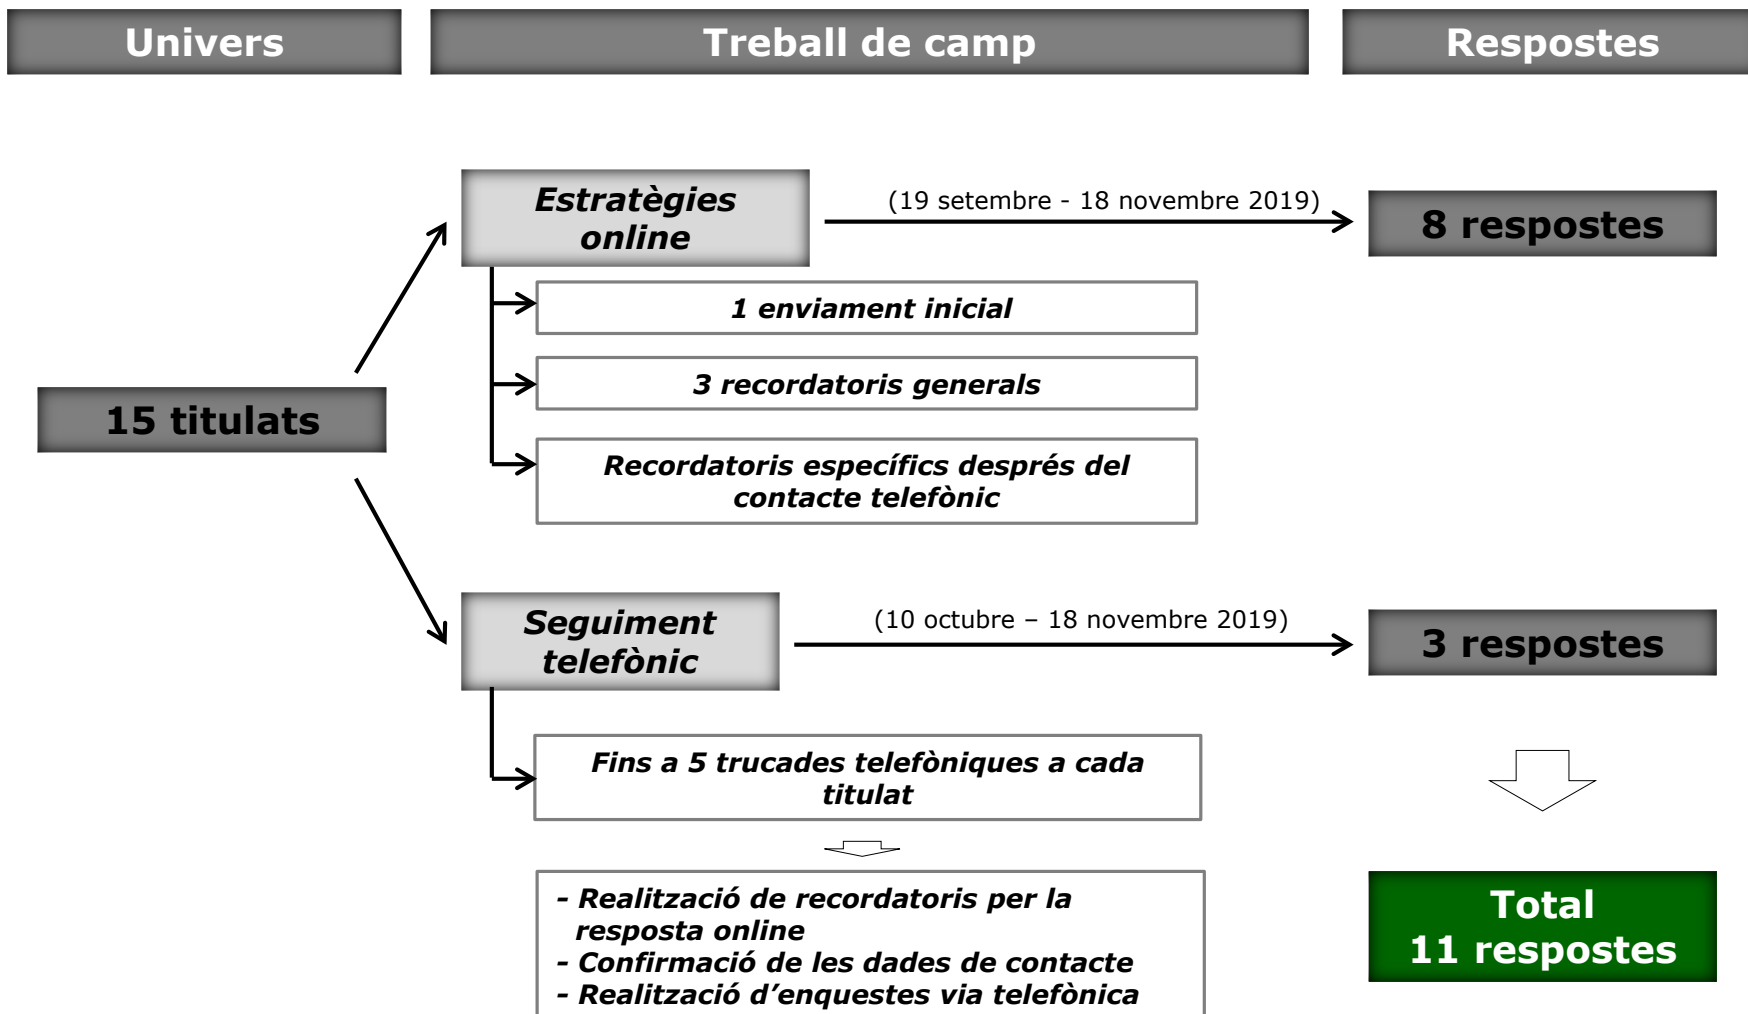 Univers
Treball de camp
Respostes
Estratègies
online
(19 setembre - 18 novembre 2019)
8 respostes
1 enviament inicial
3 recordatoris generals
15 titulats
Recordatoris específics després del
contacte telefònic
Seguiment
telefònic
(10 octubre – 18 novembre 2019)
3 respostes
Fins a 5 trucades telefòniques a cada
titulat
- Realització de recordatoris per la
resposta online
- Confirmació de les dades de contacte
- Realització d’enquestes via telefònica
Total
11 respostes